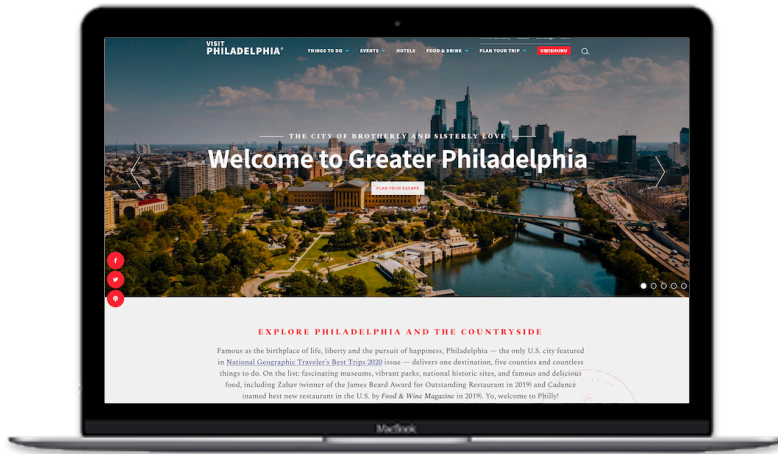 VISIT
PHILADELPHIA®
THINGS TO DO
EVENTS
HOTELS
FOOD & DRINK
PLAN YOUR TRIP
UWISHUNU
THE CITY OF BROTHERLY AND SISTERLY LOVE
Welcome to Greater Philadelphia
PLAN YOUR ESCAPE
EXPLORE PHILADELPHIA AND THE COUNTRYSIDE
Famous as the birthplace of life, liberty and the pursuit of happiness, Philadelphia — the only U.S. city featured
in National Geographic Traveler's Best Trips 2020 issue — delivers one destination, five counties and countless
things to do. On the list: fascinating museums, vibrant parks, national historic sites, and famous and delicious
food, including Zahav (winner of the James Beard Award for Outstanding Restaurant in 2019) and Cadence
(named best new restaurant in the U.S. by Food & Wine Magazine in 2019). Yo, welcome to Philly!
CITY OF
MacBook